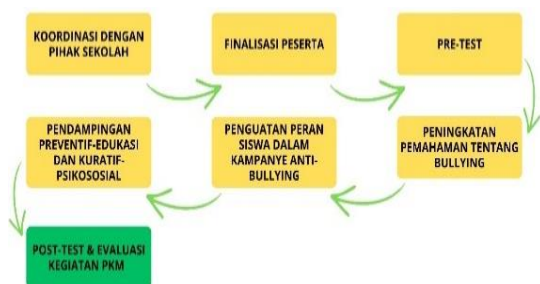 KOORDINASI DENGAN
PIHAK SEKOLAH
FINALISASI PESERTA
PRE-TEST
PENINGKATAN
PEMAHAMAN TENTANG
BULLYING
PENGUATAN PERAN
SISWA DALAM
KAMPANYE ANTI-
BULLYING
PENDAMPINGAN
PREVENTIF-EDUKASI
DAN KURATIF-
PSIKOSOSIAL
POST-TEST & EVALUASI
KEGIATAN PKM